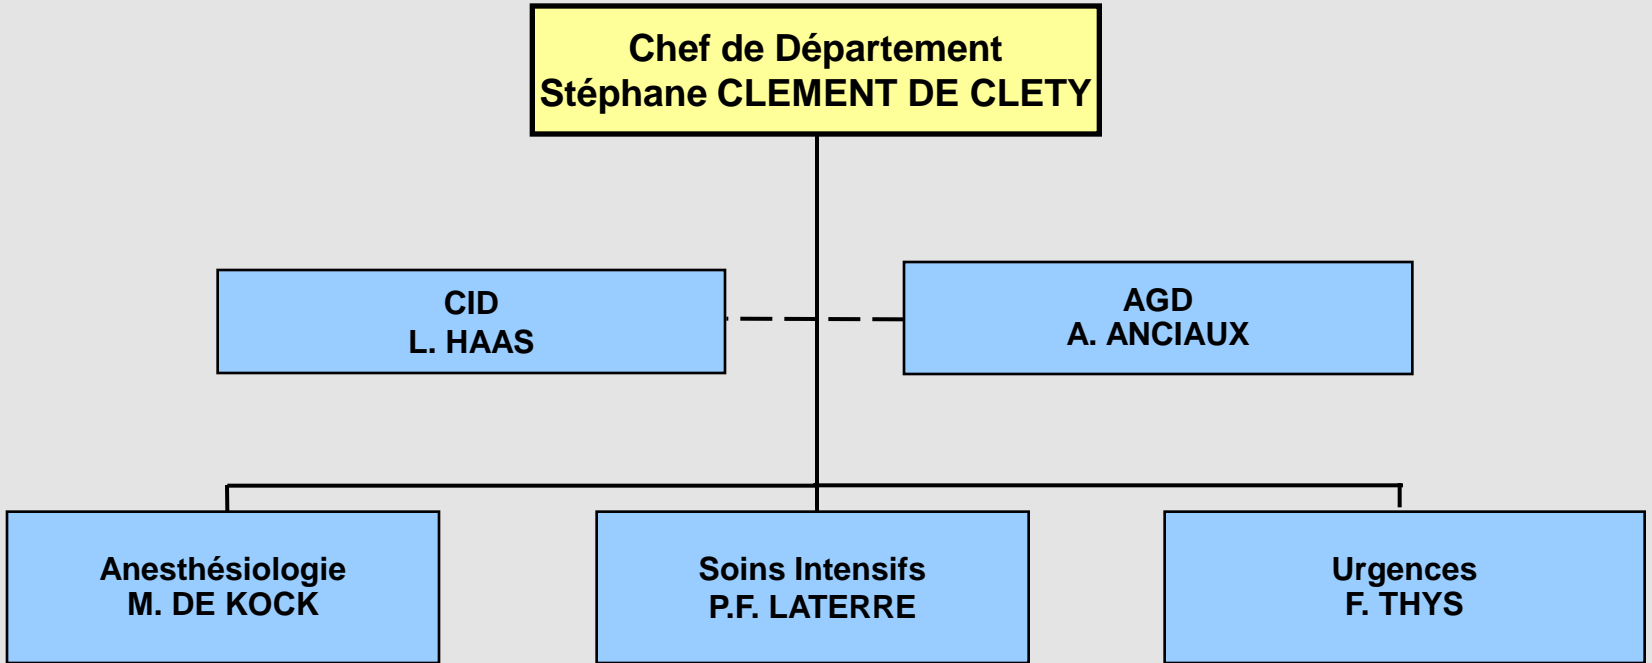 Chef de Département
Stéphane CLEMENT DE CLETY
CID
L. HAAS
AGD
A. ANCIAUX
Anesthésiologie
M. DE KOCK
Soins Intensifs
P.F. LATERRE
Urgences
F. THYS